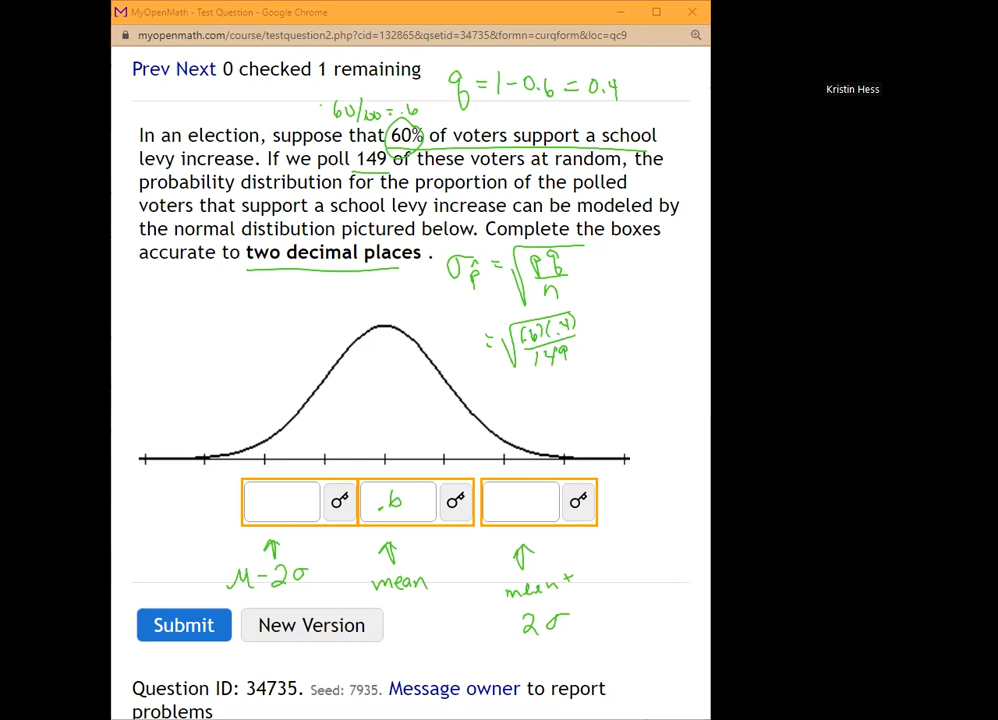 MyOpenMath - Test Question - Google Chrome
myopenmath.com/course/testquestion2.php?cid=132865&qsetid=34735&formn=curqform&loc=qc9
Kristin Hess
Prev Next 0 checked 1 remaining
q = 1 - 0.6 = 0.4
60/100 = .6
In an election, suppose that 60% of voters support a school
levy increase. If we poll 149 of these voters at random, the
probability distribution for the proportion of the polled
voters that support a school levy increase can be modeled by
the normal distibution pictured below. Complete the boxes
accurate to two decimal places .
σp̂ = √(pq/n)
= √((.6)(.4)/149)
.6
μ - 2σ
mean
mean +
2σ
Submit
New Version
Question ID: 34735. Seed: 7935. Message owner to report
problems